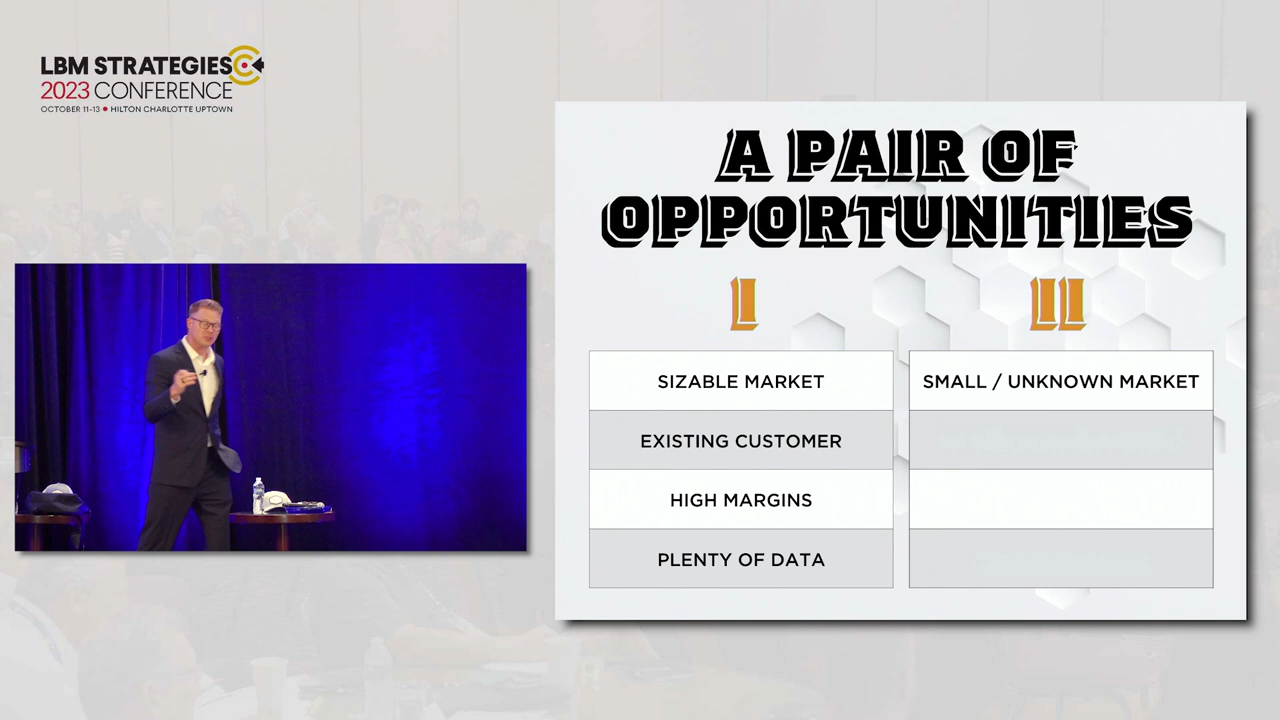 LBM STRATEGIES
2023 CONFERENCE
OCTOBER 11-13 • HILTON CHARLOTTE UPTOWN
A PAIR OF
OPPORTUNITIES
I
II
SIZABLE MARKET
SMALL / UNKNOWN MARKET
EXISTING CUSTOMER
HIGH MARGINS
PLENTY OF DATA